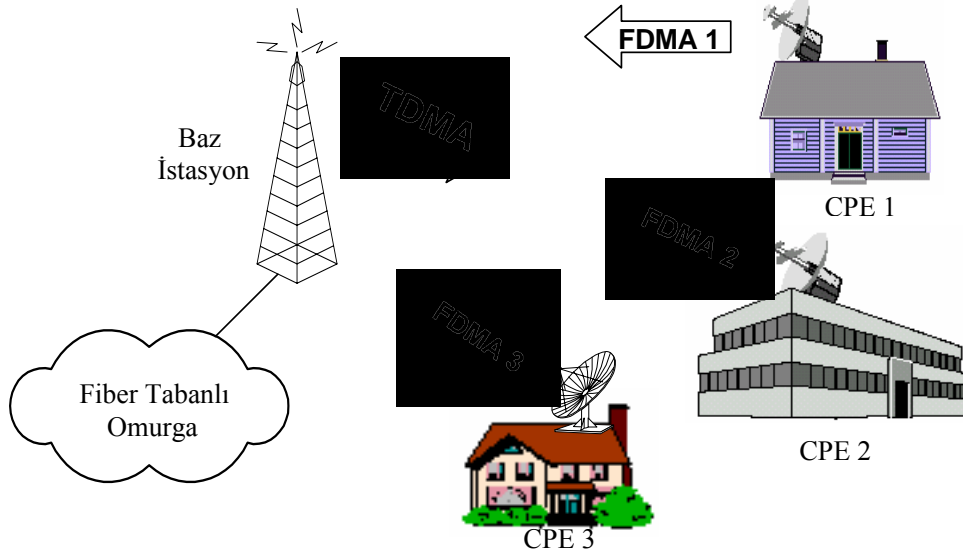 FDMA 1
TDMA
Baz
İstasyon
CPE 1
FDMA 2
FDMA 3
Fiber Tabanlı
Omurga
CPE 2
CPE 3